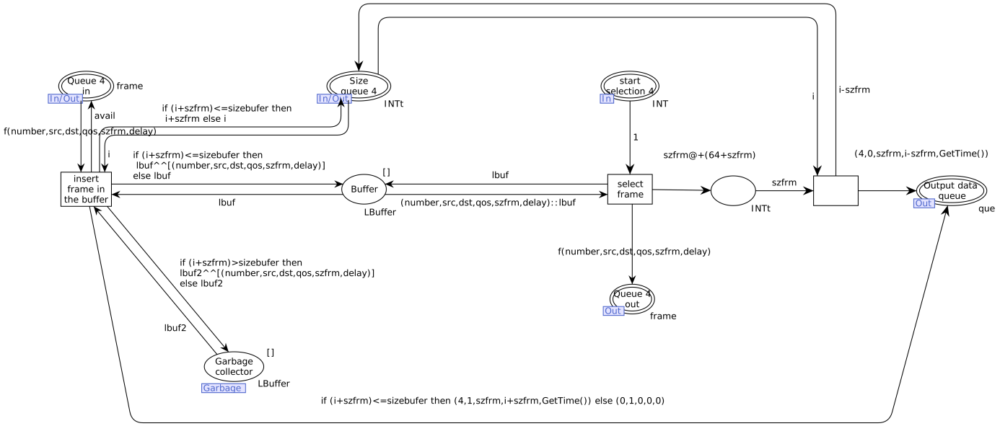 Queue 4
in
In/Out
frame
avail
f(number,src,dst,qos,szfrm,delay)
if (i+szfrm)<=sizebufer then
i+szfrm else i
Size
queue 4
In/Out
INTt
start
selection 4
In
INT
1
i
i-szfrm
i
if (i+szfrm)<=sizebufer then
lbuf^^[(number,src,dst,qos,szfrm,delay)]
else lbuf
insert
frame in
the buffer
lbuf
[]
Buffer
LBuffer
lbuf
(number,src,dst,qos,szfrm,delay)::lbuf
select
frame
szfrm@+(64+szfrm)
INTt
szfrm
(4,0,szfrm,i-szfrm,GetTime())
Output data
queue
Out
que
if (i+szfrm)>sizebufer then
lbuf2^^[(number,src,dst,qos,szfrm,delay)]
else lbuf2
lbuf2
f(number,src,dst,qos,szfrm,delay)
Queue 4
out
Out
frame
[]
Garbage
collector
Garbage
LBuffer
if (i+szfrm)<=sizebufer then (4,1,szfrm,i+szfrm,GetTime()) else (0,1,0,0,0)